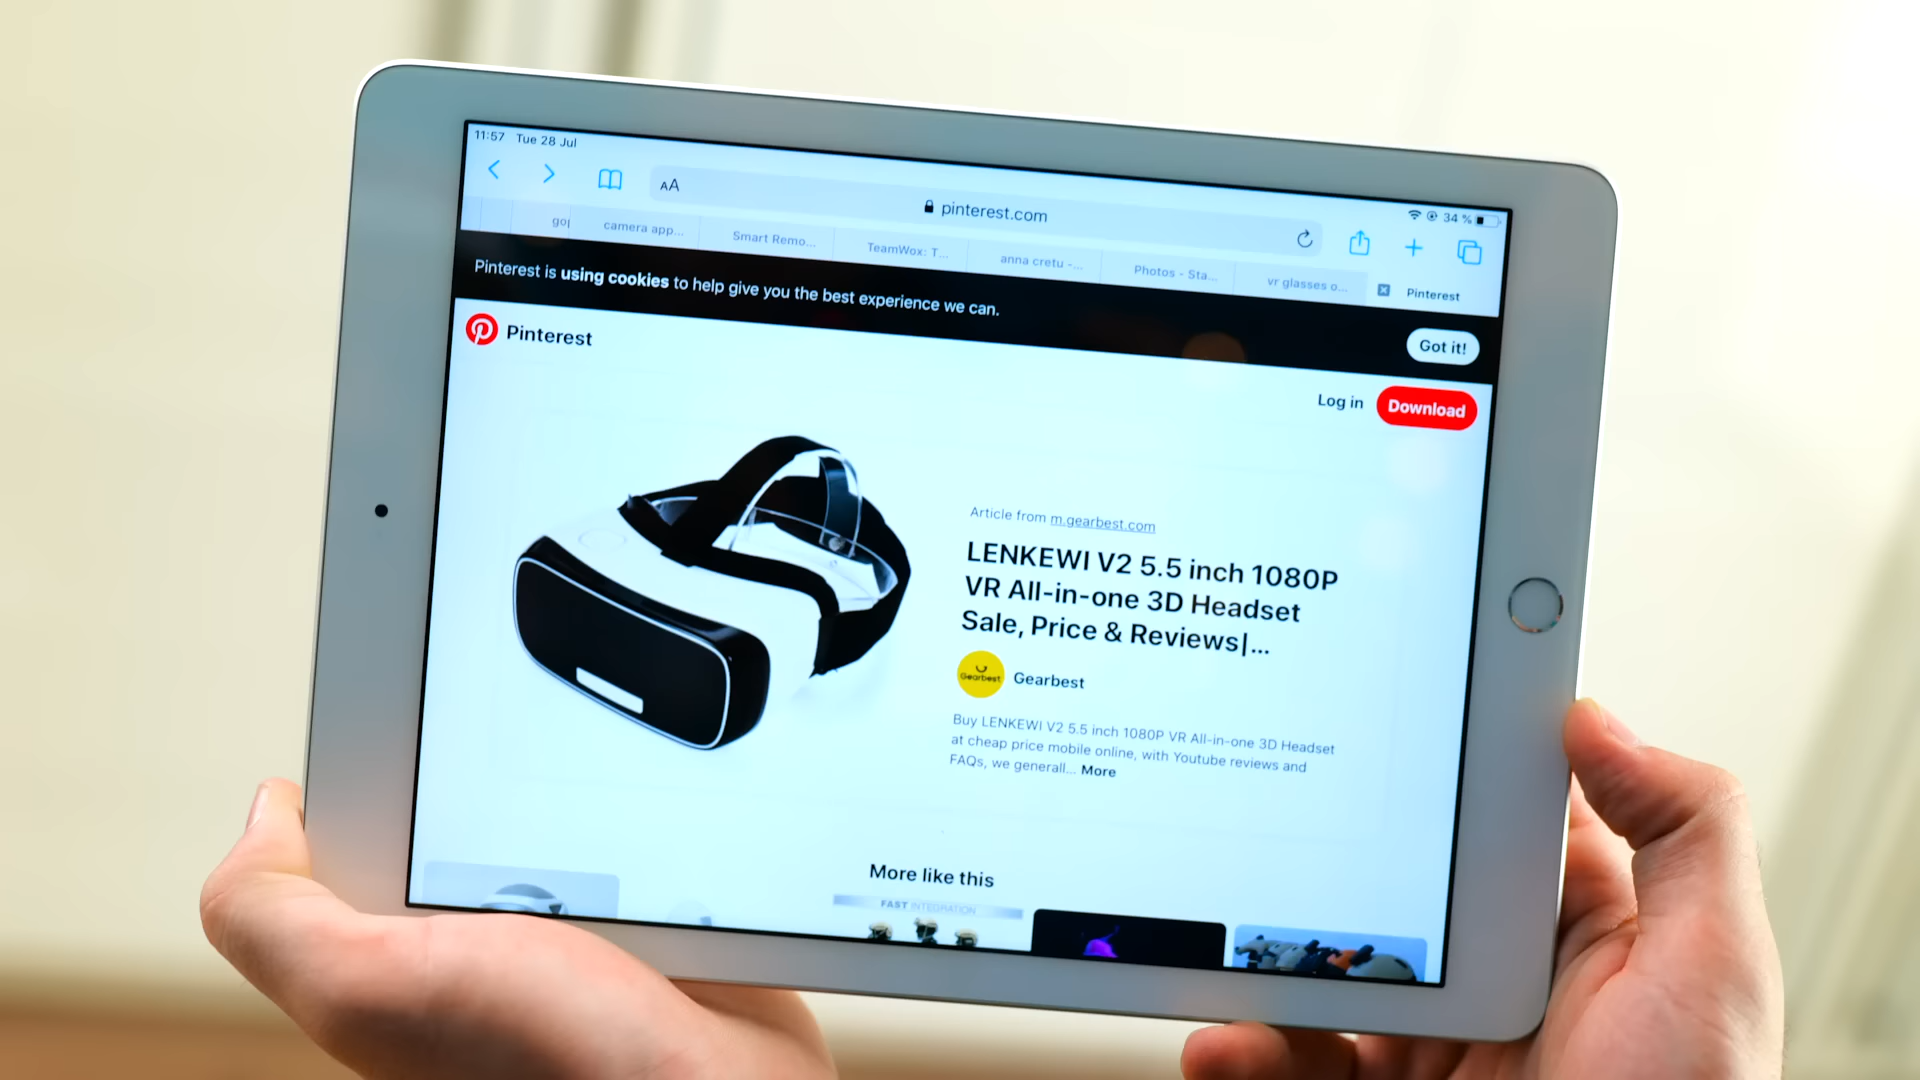 11:57 Tue 28 Jul
34 %
AA
pinterest.com
camera app...
Smart Remo...
TeamWox: T...
anna cretu -...
Photos - Sta...
vr glasses o...
Pinterest
Pinterest is using cookies to help give you the best experience we can.
Got it!
Pinterest
Log in
Download
Article from m.gearbest.com
LENKEWI V2 5.5 inch 1080P
VR All-in-one 3D Headset
Sale, Price & Reviews|...
Gearbest
Gearbest
Buy LENKEWI V2 5.5 inch 1080P VR All-in-one 3D Headset
at cheap price mobile online, with Youtube reviews and
FAQs, we generall... More
More like this
FAST INTEGRATION